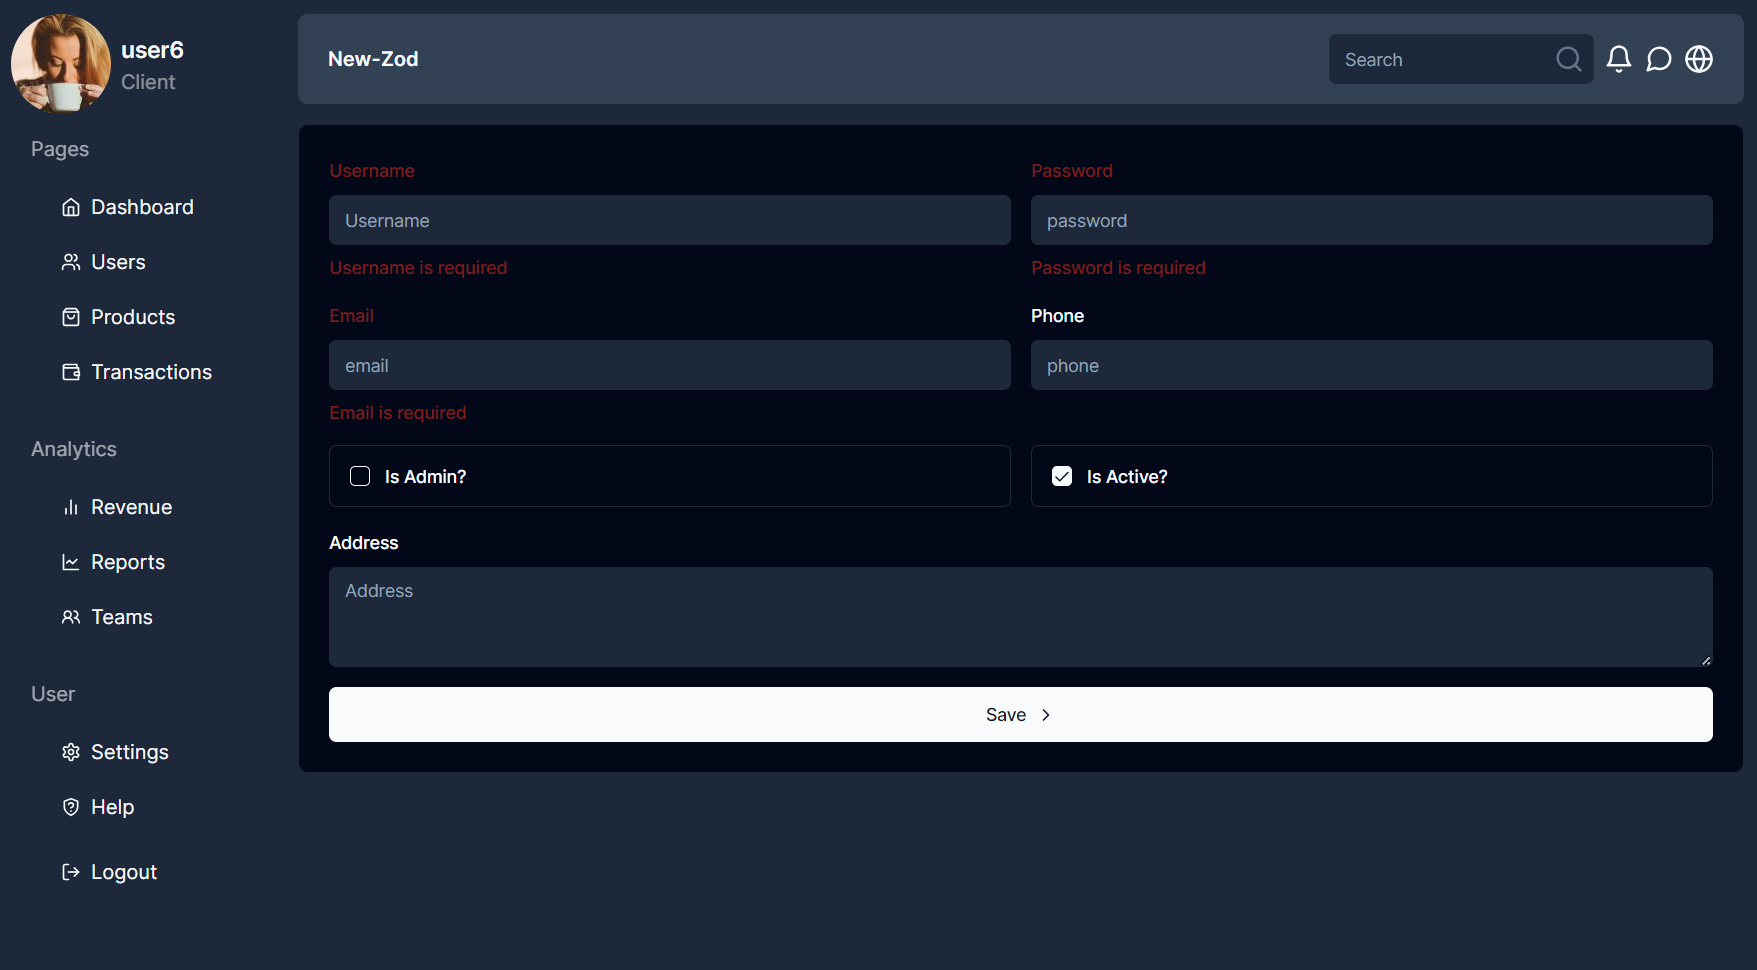 user6
Client
Pages
Dashboard
Users
Products
Transactions
Analytics
Revenue
Reports
Teams
User
Settings
Help
Logout
New-Zod
Search
Username
Password
Username
password
Username is required
Password is required
Email
Phone
email
phone
Email is required
Is Admin?
Is Active?
Address
Address
Save